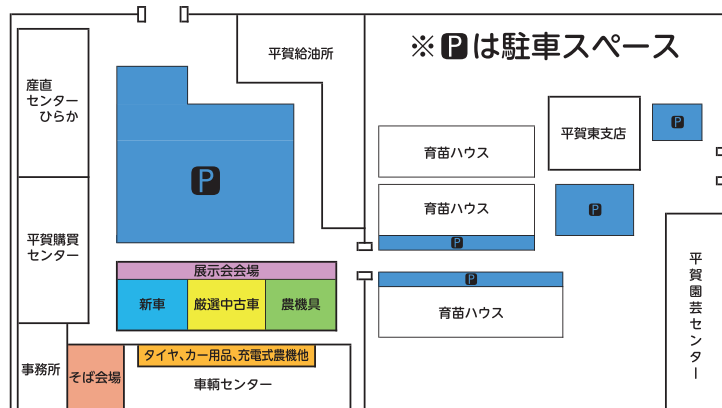 ※Pは駐車スペース
平賀給油所
産直
センター
ひらか
P
平賀東支店
P
育苗ハウス
育苗ハウス
P
P
平賀購買
センター
P
育苗ハウス
平賀園芸センター
展示会会場
新車
厳選中古車
農機具
事務所
そば会場
タイヤ、カー用品、充電式農機他
車輌センター